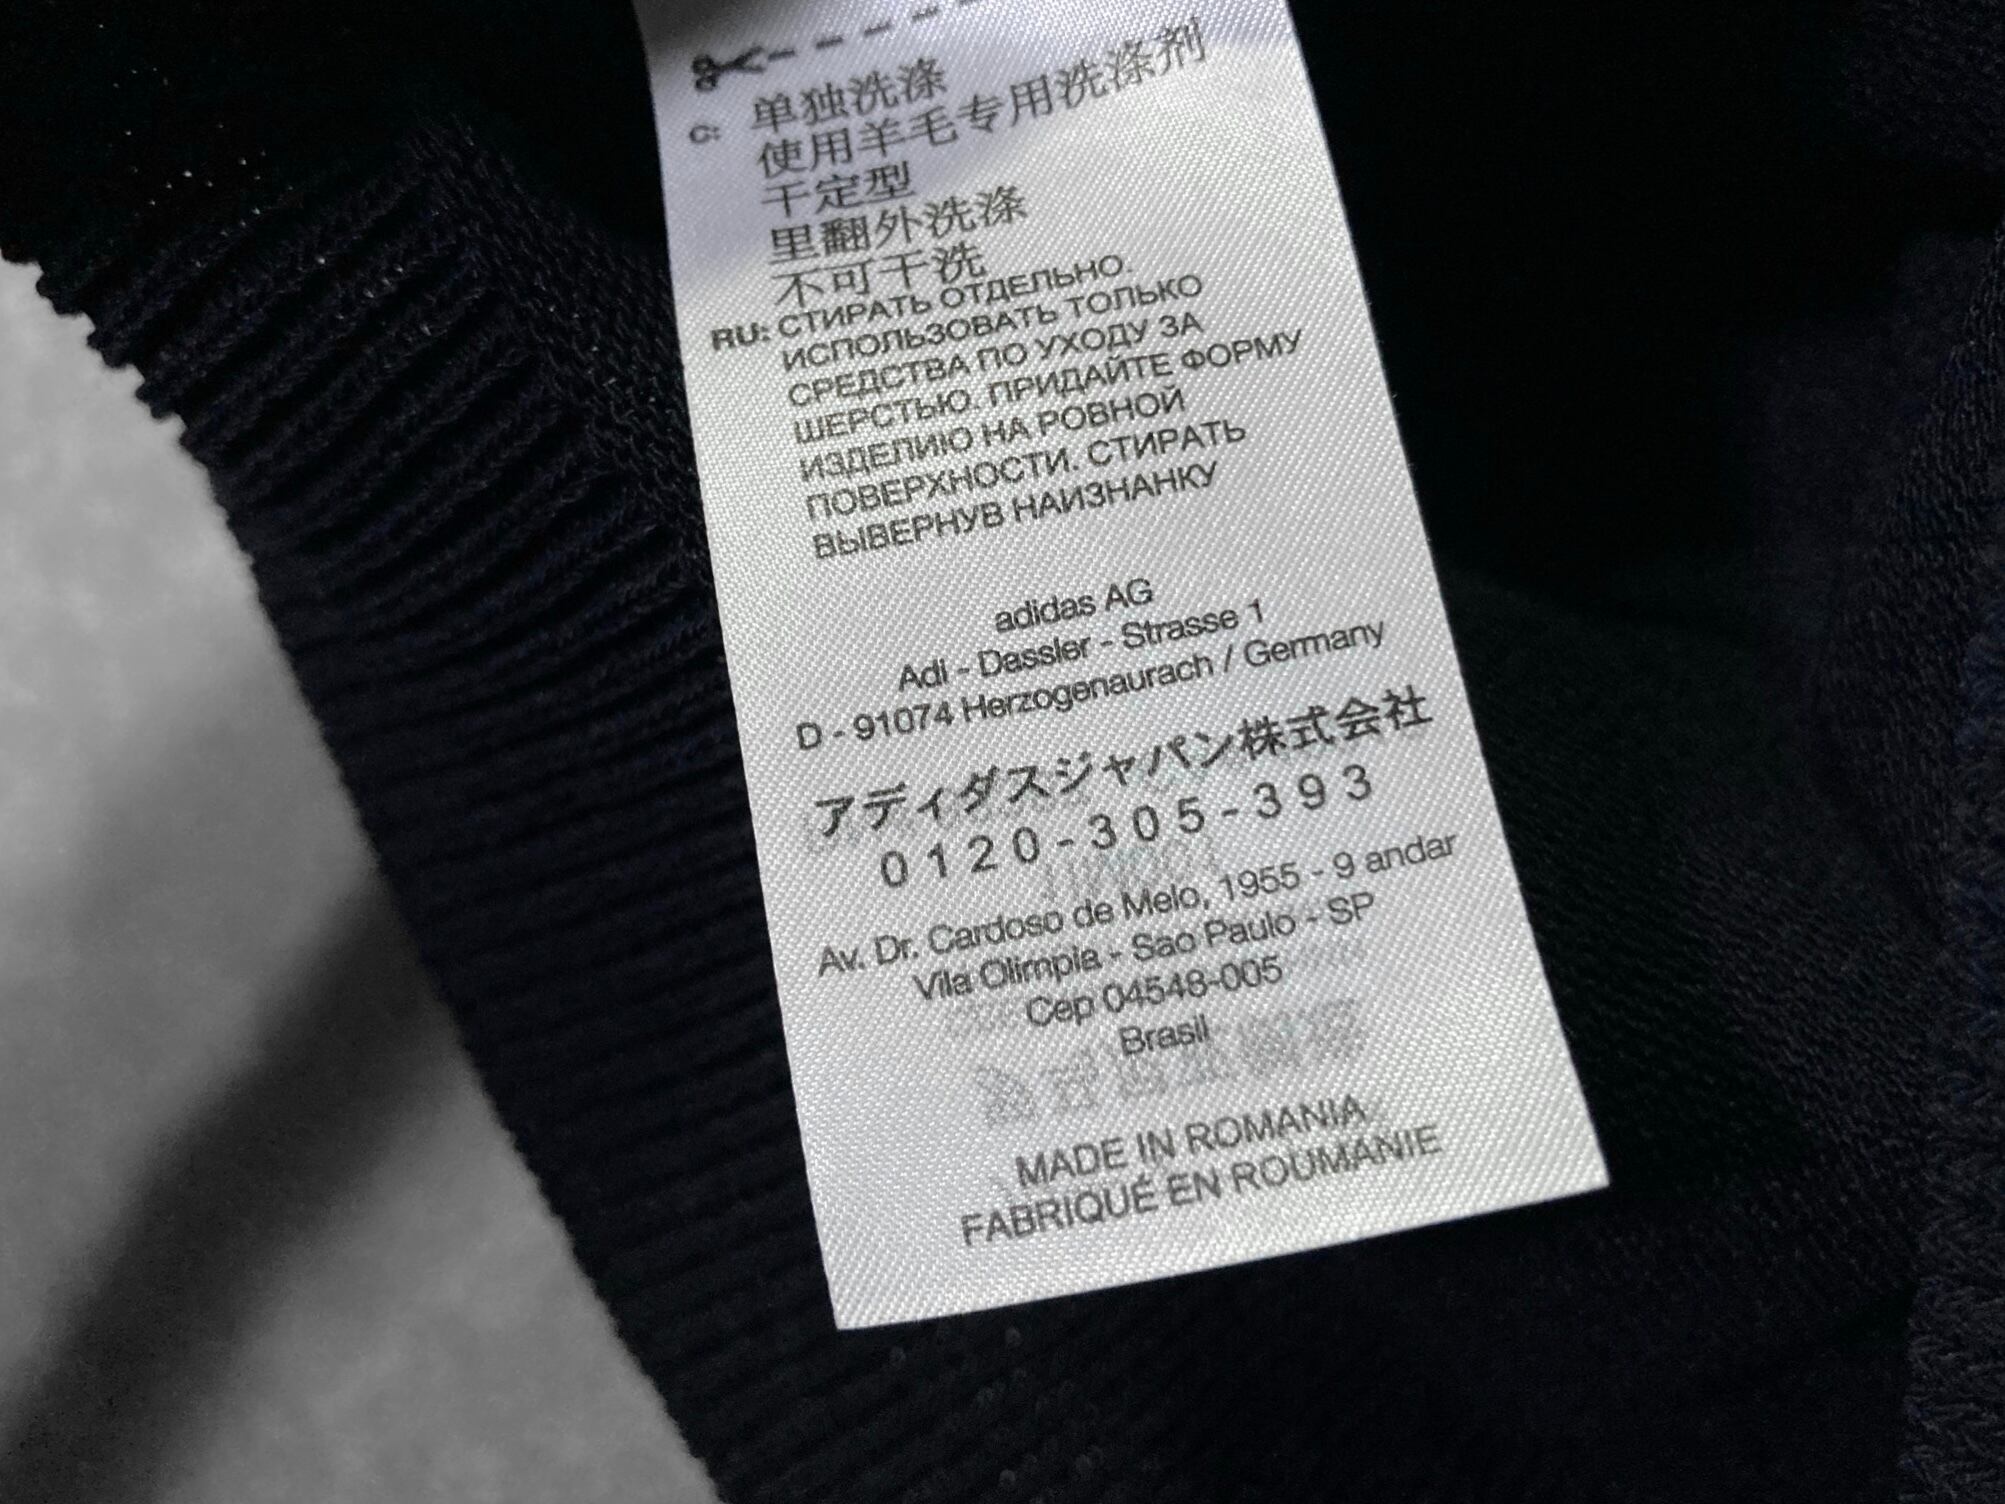 C: 单独洗涤
使用羊毛专用洗涤剂
干定型
里翻外洗涤
不可干洗
RU: СТИРАТЬ ОТДЕЛЬНО.
ИСПОЛЬЗОВАТЬ ТОЛЬКО
СРЕДСТВА ПО УХОДУ ЗА
ШЕРСТЬЮ. ПРИДАЙТЕ ФОРМУ
ИЗДЕЛИЮ НА РОВНОЙ
ПОВЕРХНОСТИ. СТИРАТЬ
ВЫВЕРНУВ НАИЗНАНКУ
adidas AG
Adi - Dassler - Strasse 1
D - 91074 Herzogenaurach / Germany
アディダスジャパン株式会社
0120-305-393
Av. Dr. Cardoso de Melo, 1955 - 9 andar
Vila Olimpia - Sao Paulo - SP
Cep 04548-005
Brasil
MADE IN ROMANIA
FABRIQUÉ EN ROUMANIE